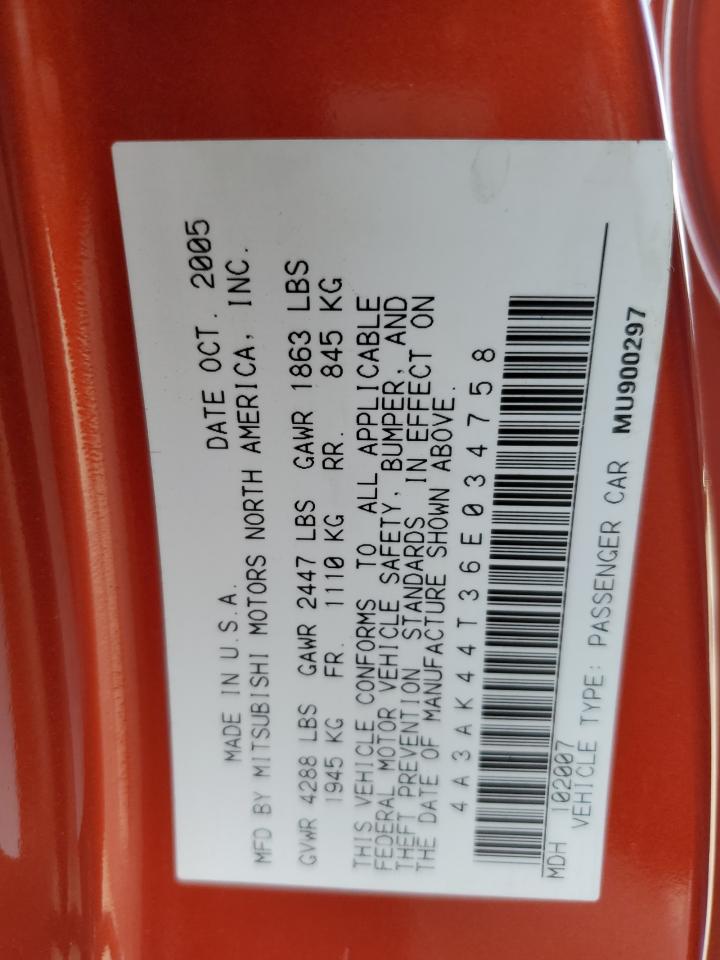 MADE IN U.S.A. DATE OCT. 2005
MFD BY MITSUBISHI MOTORS NORTH AMERICA, INC.
GVWR 4288 LBS GAWR 2447 LBS GAWR 1863 LBS
1945 KG FR. 1110 KG RR. 845 KG
THIS VEHICLE CONFORMS TO ALL APPLICABLE
FEDERAL MOTOR VEHICLE SAFETY, BUMPER, AND
THEFT PREVENTION STANDARDS IN EFFECT ON
THE DATE OF MANUFACTURE SHOWN ABOVE.
4A3AK44T36E034758
MDH 102007
VEHICLE TYPE: PASSENGER CAR MU900297